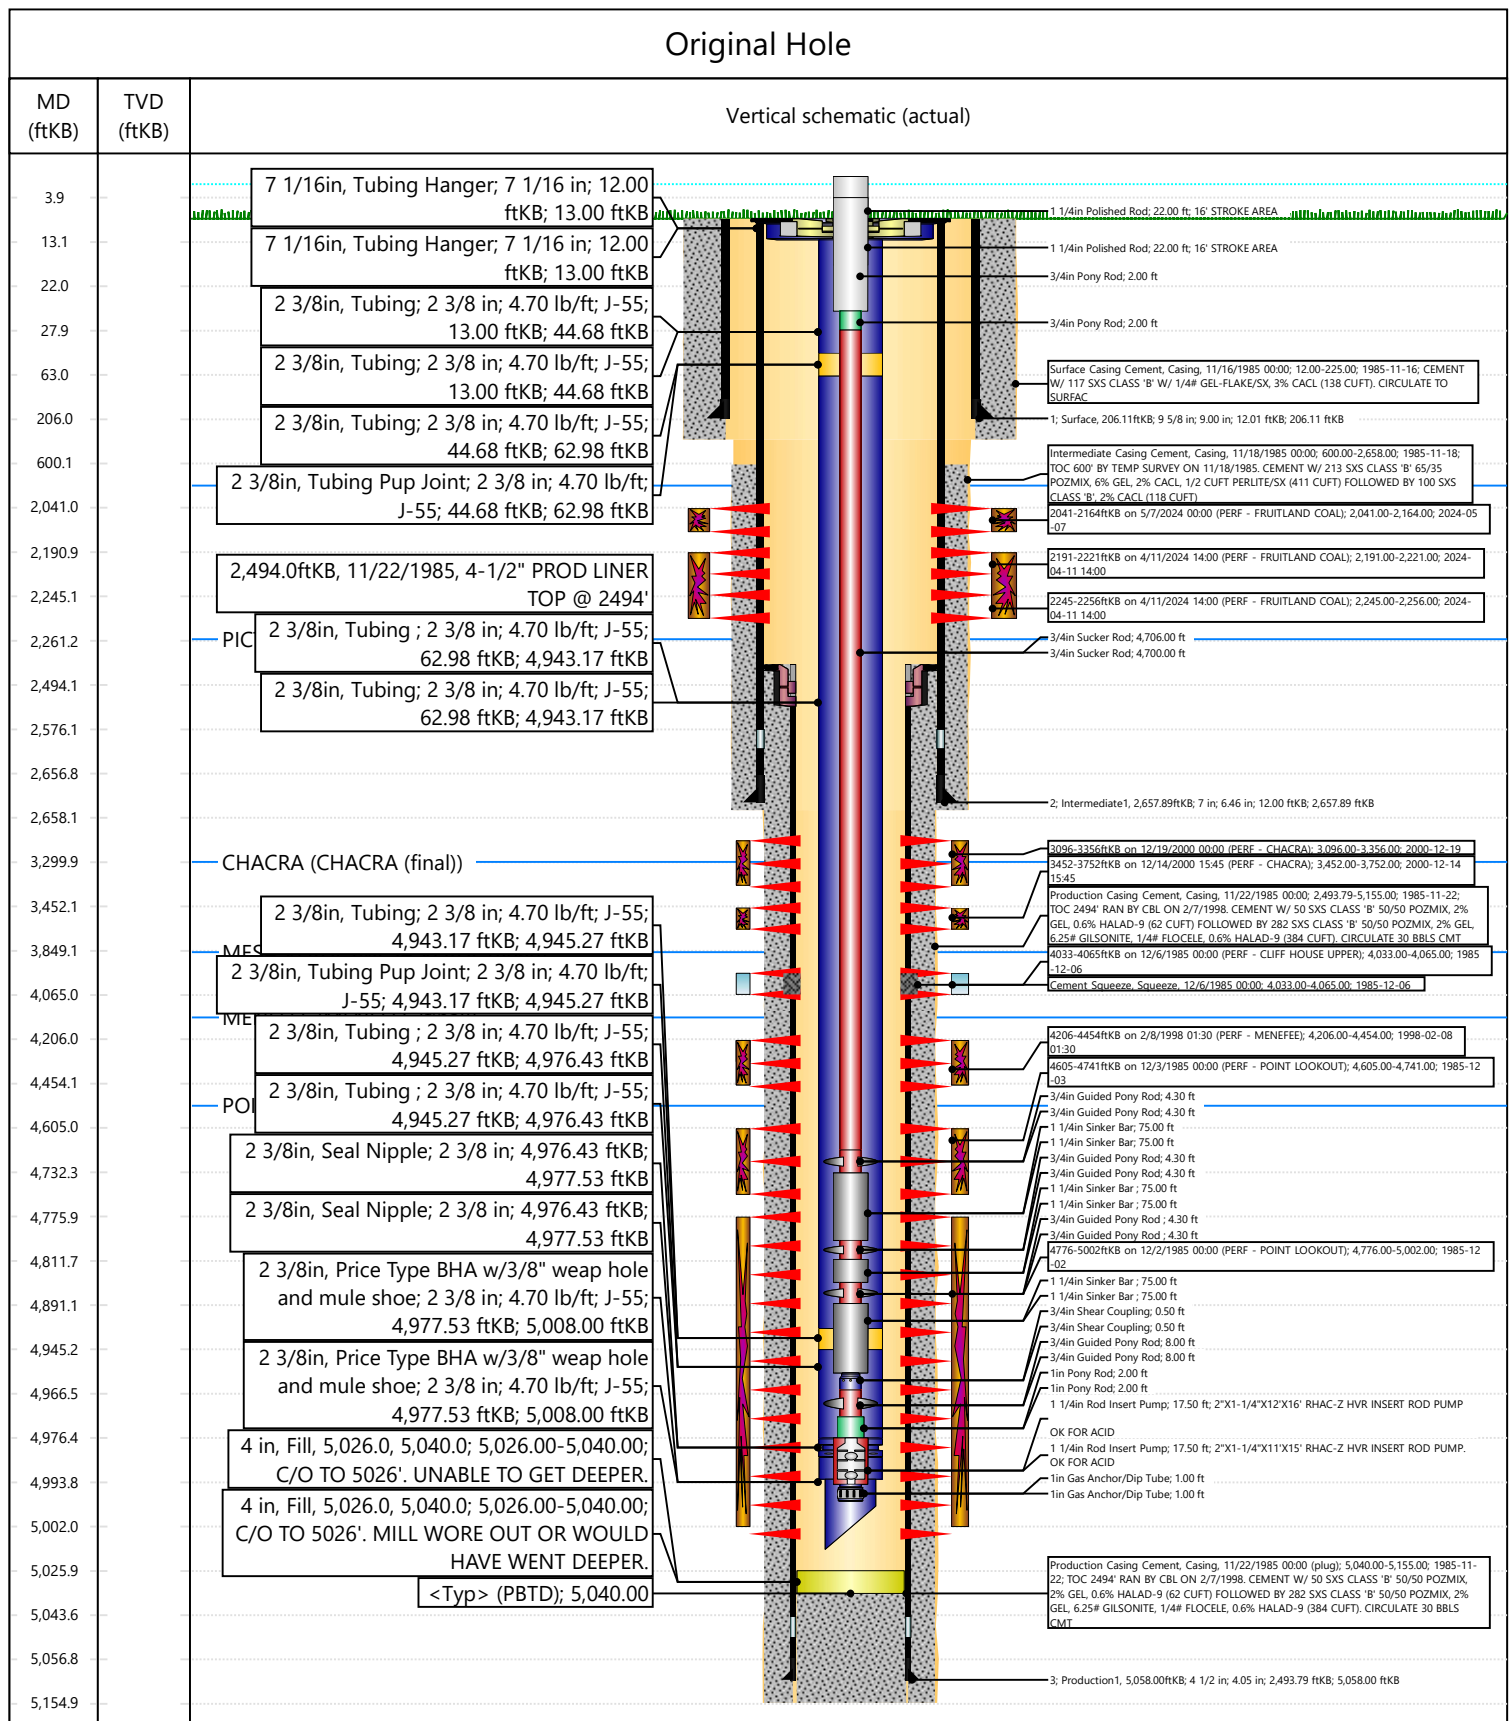 Original Hole
MD
(ftKB)
TVD
(ftKB)
Vertical schematic (actual)
3.9
13.1
22.0
27.9
63.0
206.0
600.1
2,041.0
2,190.9
2,245.1
2,261.2
2,494.1
2,576.1
2,656.8
2,658.1
3,299.9
3,452.1
3,849.1
4,065.0
4,206.0
4,454.1
4,605.0
4,732.3
4,775.9
4,811.7
4,891.1
4,945.2
4,966.5
4,976.4
4,993.8
5,002.0
5,025.9
5,043.6
5,056.8
5,154.9
7 1/16in, Tubing Hanger; 7 1/16 in; 12.00
ftKB; 13.00 ftKB
7 1/16in, Tubing Hanger; 7 1/16 in; 12.00
ftKB; 13.00 ftKB
2 3/8in, Tubing; 2 3/8 in; 4.70 lb/ft; J-55;
13.00 ftKB; 44.68 ftKB
2 3/8in, Tubing; 2 3/8 in; 4.70 lb/ft; J-55;
13.00 ftKB; 44.68 ftKB
2 3/8in, Tubing; 2 3/8 in; 4.70 lb/ft; J-55;
44.68 ftKB; 62.98 ftKB
2 3/8in, Tubing Pup Joint; 2 3/8 in; 4.70 lb/ft;
J-55; 44.68 ftKB; 62.98 ftKB
2,494.0ftKB, 11/22/1985, 4-1/2" PROD LINER
TOP @ 2494'
PIC
2 3/8in, Tubing ; 2 3/8 in; 4.70 lb/ft; J-55;
62.98 ftKB; 4,943.17 ftKB
2 3/8in, Tubing; 2 3/8 in; 4.70 lb/ft; J-55;
62.98 ftKB; 4,943.17 ftKB
CHACRA (CHACRA (final))
2 3/8in, Tubing; 2 3/8 in; 4.70 lb/ft; J-55;
4,943.17 ftKB; 4,945.27 ftKB
MES
2 3/8in, Tubing Pup Joint; 2 3/8 in; 4.70 lb/ft;
J-55; 4,943.17 ftKB; 4,945.27 ftKB
ME
2 3/8in, Tubing ; 2 3/8 in; 4.70 lb/ft; J-55;
4,945.27 ftKB; 4,976.43 ftKB
2 3/8in, Tubing ; 2 3/8 in; 4.70 lb/ft; J-55;
4,945.27 ftKB; 4,976.43 ftKB
POI
2 3/8in, Seal Nipple; 2 3/8 in; 4,976.43 ftKB;
4,977.53 ftKB
2 3/8in, Seal Nipple; 2 3/8 in; 4,976.43 ftKB;
4,977.53 ftKB
2 3/8in, Price Type BHA w/3/8" weap hole
and mule shoe; 2 3/8 in; 4.70 lb/ft; J-55;
4,977.53 ftKB; 5,008.00 ftKB
2 3/8in, Price Type BHA w/3/8" weap hole
and mule shoe; 2 3/8 in; 4.70 lb/ft; J-55;
4,977.53 ftKB; 5,008.00 ftKB
4 in, Fill, 5,026.0, 5,040.0; 5,026.00-5,040.00;
C/O TO 5026'. UNABLE TO GET DEEPER.
4 in, Fill, 5,026.0, 5,040.0; 5,026.00-5,040.00;
C/O TO 5026'. MILL WORE OUT OR WOULD
HAVE WENT DEEPER.
<Typ> (PBTD); 5,040.00
1 1/4in Polished Rod; 22.00 ft; 16' STROKE AREA
1 1/4in Polished Rod; 22.00 ft; 16' STROKE AREA
3/4in Pony Rod; 2.00 ft
3/4in Pony Rod; 2.00 ft
Surface Casing Cement, Casing, 11/16/1985 00:00; 12.00-225.00; 1985-11-16; CEMENT
W/ 117 SXS CLASS 'B' W/ 1/4# GEL-FLAKE/SX, 3% CACL (138 CUFT). CIRCULATE TO
SURFAC
1; Surface, 206.11ftKB; 9 5/8 in; 9.00 in; 12.01 ftKB; 206.11 ftKB
Intermediate Casing Cement, Casing, 11/18/1985 00:00; 600.00-2,658.00; 1985-11-18;
TOC 600' BY TEMP SURVEY ON 11/18/1985. CEMENT W/ 213 SXS CLASS 'B' 65/35
POZMIX, 6% GEL, 2% CACL, 1/2 CUFT PERLITE/SX (411 CUFT) FOLLOWED BY 100 SXS
CLASS 'B', 2% CACL (118 CUFT)
2041-2164ftKB on 5/7/2024 00:00 (PERF - FRUITLAND COAL); 2,041.00-2,164.00; 2024-05
-07
2191-2221ftKB on 4/11/2024 14:00 (PERF - FRUITLAND COAL); 2,191.00-2,221.00; 2024-
04-11 14:00
2245-2256ftKB on 4/11/2024 14:00 (PERF - FRUITLAND COAL); 2,245.00-2,256.00; 2024-
04-11 14:00
3/4in Sucker Rod; 4,706.00 ft
3/4in Sucker Rod; 4,700.00 ft
2; Intermediate1, 2,657.89ftKB; 7 in; 6.46 in; 12.00 ftKB; 2,657.89 ftKB
3096-3356ftKB on 12/19/2000 00:00 (PERF - CHACRA); 3,096.00-3,356.00; 2000-12-19
3452-3752ftKB on 12/14/2000 15:45 (PERF - CHACRA); 3,452.00-3,752.00; 2000-12-14
15:45
Production Casing Cement, Casing, 11/22/1985 00:00; 2,493.79-5,155.00; 1985-11-22;
TOC 2494' RAN BY CBL ON 2/7/1998. CEMENT W/ 50 SXS CLASS 'B' 50/50 POZMIX, 2%
GEL, 0.6% HALAD-9 (62 CUFT) FOLLOWED BY 282 SXS CLASS 'B' 50/50 POZMIX, 2% GEL,
6.25# GILSONITE, 1/4# FLOCELE, 0.6% HALAD-9 (384 CUFT). CIRCULATE 30 BBLS CMT
4033-4065ftKB on 12/6/1985 00:00 (PERF - CLIFF HOUSE UPPER); 4,033.00-4,065.00; 1985
-12-06
Cement Squeeze, Squeeze, 12/6/1985 00:00; 4,033.00-4,065.00; 1985-12-06
4206-4454ftKB on 2/8/1998 01:30 (PERF - MENEFEE); 4,206.00-4,454.00; 1998-02-08
01:30
4605-4741ftKB on 12/3/1985 00:00 (PERF - POINT LOOKOUT); 4,605.00-4,741.00; 1985-12
-03
3/4in Guided Pony Rod; 4.30 ft
3/4in Guided Pony Rod; 4.30 ft
1 1/4in Sinker Bar; 75.00 ft
1 1/4in Sinker Bar; 75.00 ft
3/4in Guided Pony Rod; 4.30 ft
3/4in Guided Pony Rod; 4.30 ft
1 1/4in Sinker Bar ; 75.00 ft
1 1/4in Sinker Bar ; 75.00 ft
3/4in Guided Pony Rod ; 4.30 ft
3/4in Guided Pony Rod ; 4.30 ft
4776-5002ftKB on 12/2/1985 00:00 (PERF - POINT LOOKOUT); 4,776.00-5,002.00; 1985-12
-02
1 1/4in Sinker Bar ; 75.00 ft
1 1/4in Sinker Bar ; 75.00 ft
3/4in Shear Coupling; 0.50 ft
3/4in Shear Coupling; 0.50 ft
3/4in Guided Pony Rod; 8.00 ft
3/4in Guided Pony Rod; 8.00 ft
1in Pony Rod; 2.00 ft
1in Pony Rod; 2.00 ft
1 1/4in Rod Insert Pump; 17.50 ft; 2"X1-1/4"X12'X16' RHAC-Z HVR INSERT ROD PUMP
OK FOR ACID
1 1/4in Rod Insert Pump; 17.50 ft; 2"X1-1/4"X11'X15' RHAC-Z HVR INSERT ROD PUMP.
OK FOR ACID
1in Gas Anchor/Dip Tube; 1.00 ft
1in Gas Anchor/Dip Tube; 1.00 ft
Production Casing Cement, Casing, 11/22/1985 00:00 (plug); 5,040.00-5,155.00; 1985-11-
22; TOC 2494' RAN BY CBL ON 2/7/1998. CEMENT W/ 50 SXS CLASS 'B' 50/50 POZMIX,
2% GEL, 0.6% HALAD-9 (62 CUFT) FOLLOWED BY 282 SXS CLASS 'B' 50/50 POZMIX, 2%
GEL, 6.25# GILSONITE, 1/4# FLOCELE, 0.6% HALAD-9 (384 CUFT). CIRCULATE 30 BBLS
CMT
3; Production1, 5,058.00ftKB; 4 1/2 in; 4.05 in; 2,493.79 ftKB; 5,058.00 ftKB